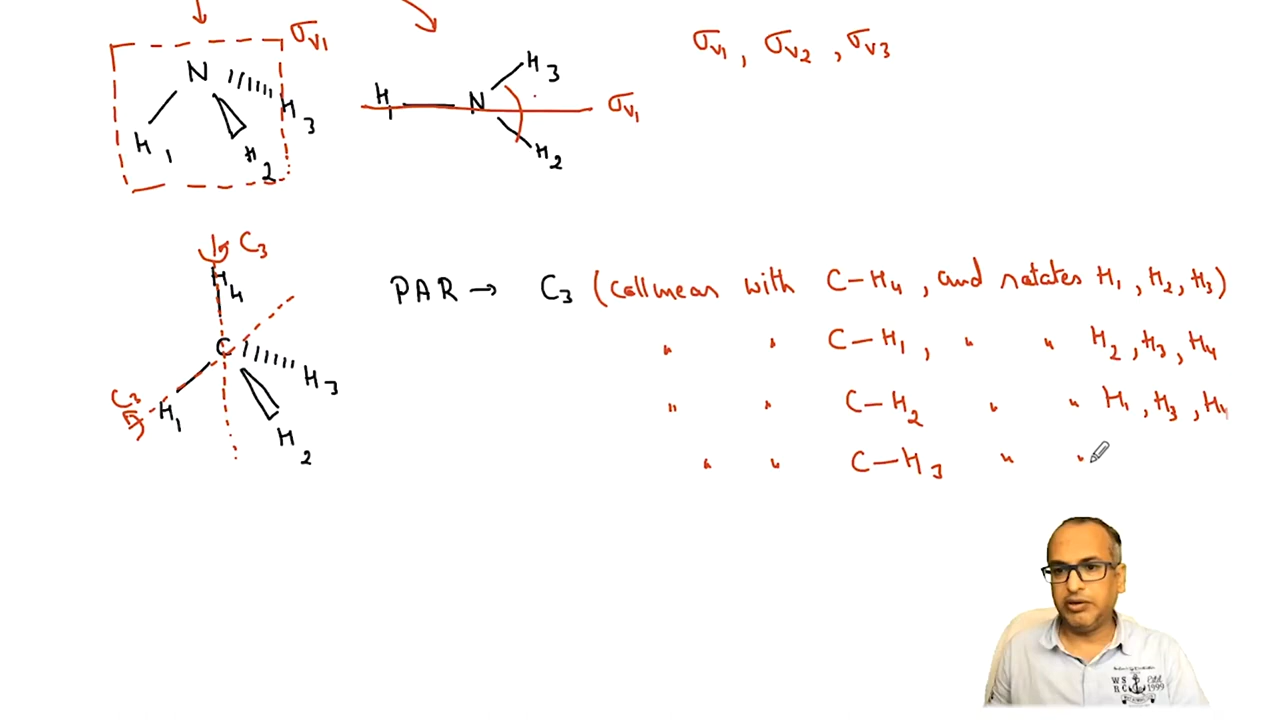 σv1
N
H1
H2
H3
H1 N H3
H2
σv1
σv1, σv2, σv3
C3
H4
C
C3
H1
H2
H3
PAR → C3 (collinear with C-H4, and rotates H1, H2, H3)
" " C-H1, " " H2, H3, H4
" " C-H2 " " H1, H3, H4
" " C-H3 " "
W S
R C
1999